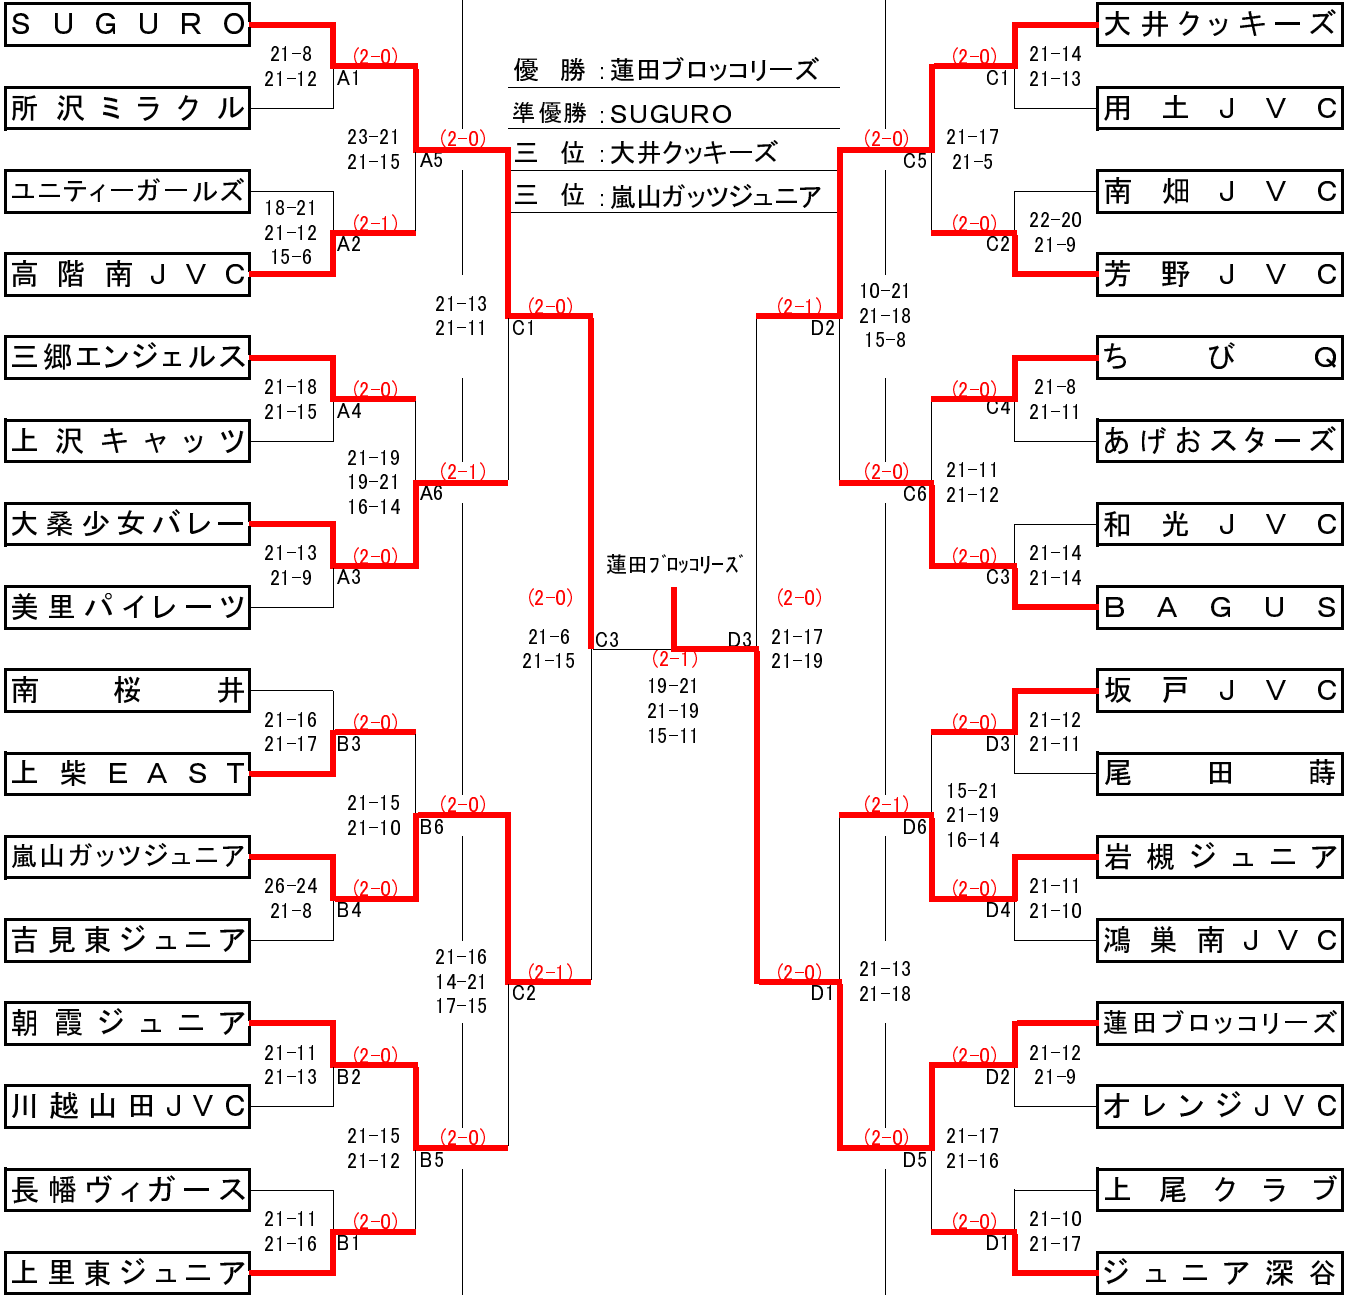 SUGURO
21-8
21-12
(2-0)
A1
所沢ミラクル
23-21
21-15
(2-0)
A5
ユニティーガールズ
18-21
21-12
15-6
(2-1)
A2
高階南JVC
21-13
21-11
(2-0)
C1
三郷エンジェルス
21-18
21-15
(2-0)
A4
上沢キャッツ
21-19
19-21
16-14
(2-1)
A6
大桑少女バレー
21-13
21-9
(2-0)
A3
美里パイレーツ
(2-0)
21-6
21-15
C3
南桜井
21-16
21-17
(2-0)
B3
上柴EAST
21-15
21-10
(2-0)
B6
嵐山ガッツジュニア
26-24
21-8
(2-0)
B4
吉見東ジュニア
21-16
14-21
17-15
(2-1)
C2
朝霞ジュニア
21-11
21-13
(2-0)
B2
川越山田JVC
21-15
21-12
(2-0)
B5
長幡ヴィガース
21-11
21-16
(2-0)
B1
上里東ジュニア
優勝:蓮田ブロッコリーズ
準優勝:SUGURO
三位:大井クッキーズ
三位:嵐山ガッツジュニア
蓮田ブロッコリーズ
(2-1)
19-21
21-19
15-11
大井クッキーズ
(2-0)
C1
21-14
21-13
用土JVC
(2-0)
C5
21-17
21-5
南畑JVC
(2-0)
C2
22-20
21-9
芳野JVC
(2-1)
D2
10-21
21-18
15-8
ちびQ
(2-0)
C4
21-8
21-11
あげおスターズ
(2-0)
C6
21-11
21-12
和光JVC
(2-0)
C3
21-14
21-14
BAGUS
(2-0)
D3
21-17
21-19
坂戸JVC
(2-0)
D3
21-12
21-11
尾田蒔
(2-1)
D6
15-21
21-19
16-14
岩槻ジュニア
(2-0)
D4
21-11
21-10
鴻巣南JVC
(2-0)
D1
21-13
21-18
蓮田ブロッコリーズ
(2-0)
D2
21-12
21-9
オレンジJVC
(2-0)
D5
21-17
21-16
上尾クラブ
(2-0)
D1
21-10
21-17
ジュニア深谷